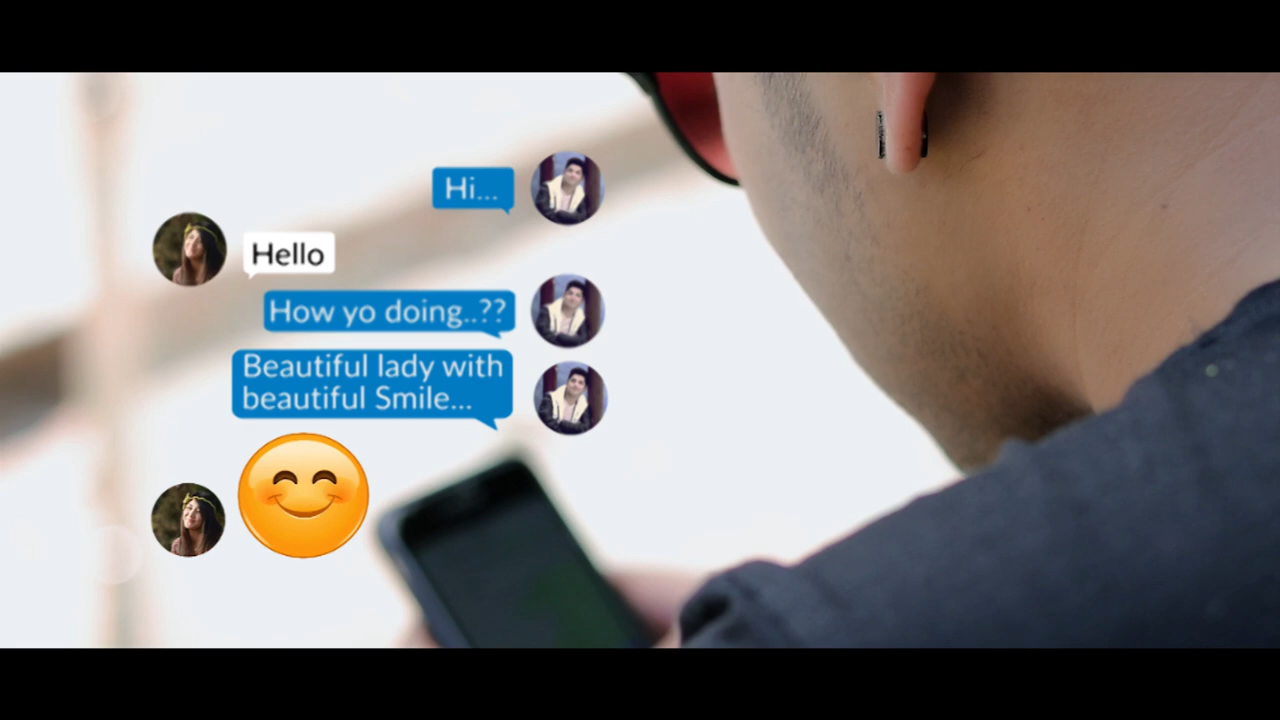 Hi...
Hello
How yo doing..??
Beautiful lady with
beautiful Smile...